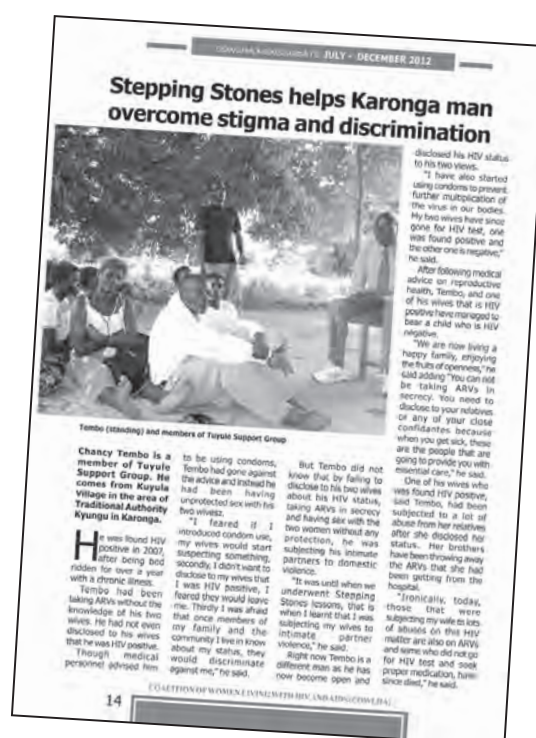 JULY - DECEMBER 2012
Stepping Stones helps Karonga man
overcome stigma and discrimination
Tembo (standing) and members of Tuyule Support Group
Chancy Tembo is a
member of Tuyule
Support Group. He
comes from Kuyula
Village in the area of
Traditional Authority
Kyungu in Karonga.
He was found HIV
positive in 2007,
after being bed
ridden for over a year
with a chronic illness.
Tembo had been
taking ARVs without the
knowledge of his two
wives. He had not even
disclosed to his wives
that he was HIV positive.
Though medical
personnel advised him
to be using condoms,
Tembo had gone against
the advice and instead he
had been having
unprotected sex with his
two wivesz.
"I feared if I
introduced condom use,
my wives would start
suspecting something,
secondly, I didn't want to
disclose to my wives that
I was HIV positive, I
feared they would leave
me. Thirdly I was afraid
that once members of
my family and the
community I live in know
about my status, they
would discriminate
against me," he said.
But Tembo did not
know that by failing to
disclose to his two wives
about his HIV status,
taking ARVs in secrecy
and having sex with the
two women without any
protection, he was
subjecting his intimate
partners to domestic
violence.
"It was until when we
underwent Stepping
Stones lessons, that is
when I learnt that I was
subjecting my wives to
intimate partner
violence," he said.
Right now Tembo is a
different man as he has
now become open and
disclosed his HIV status
to his two views.
"I have also started
using condoms to prevent
further multiplication of
the virus in our bodies.
My two wives have since
gone for HIV test, one
was found positive and
the other one is negative,"
he said.
After following medical
advice on reproductive
health, Tembo, and one
of his wives that is HIV
positive have managed to
bear a child who is HIV
negative.
"We are now living a
happy family, enjoying
the fruits of openness," he
said adding "You can not
be taking ARVs in
secrecy. You need to
disclose to your relatives
or any of your close
confidantes because
when you get sick, these
are the people that are
going to provide you with
essential care," he said.
One of his wives who
was found HIV positive,
said Tembo, had been
subjected to a lot of
abuse from her relatives
after she disclosed her
status. Her brothers
have been throwing away
the ARVs that she had
been getting from the
hospital.
"Ironically, today,
those that were
subjecting my wife to lots
of abuses on this HIV
matter are also on ARVs
and some who did not go
for HIV test and seek
proper medication, have
since died," he said.
COALITION OF WOMEN LIVING WITH HIV AND AIDS (COWLHA)
14